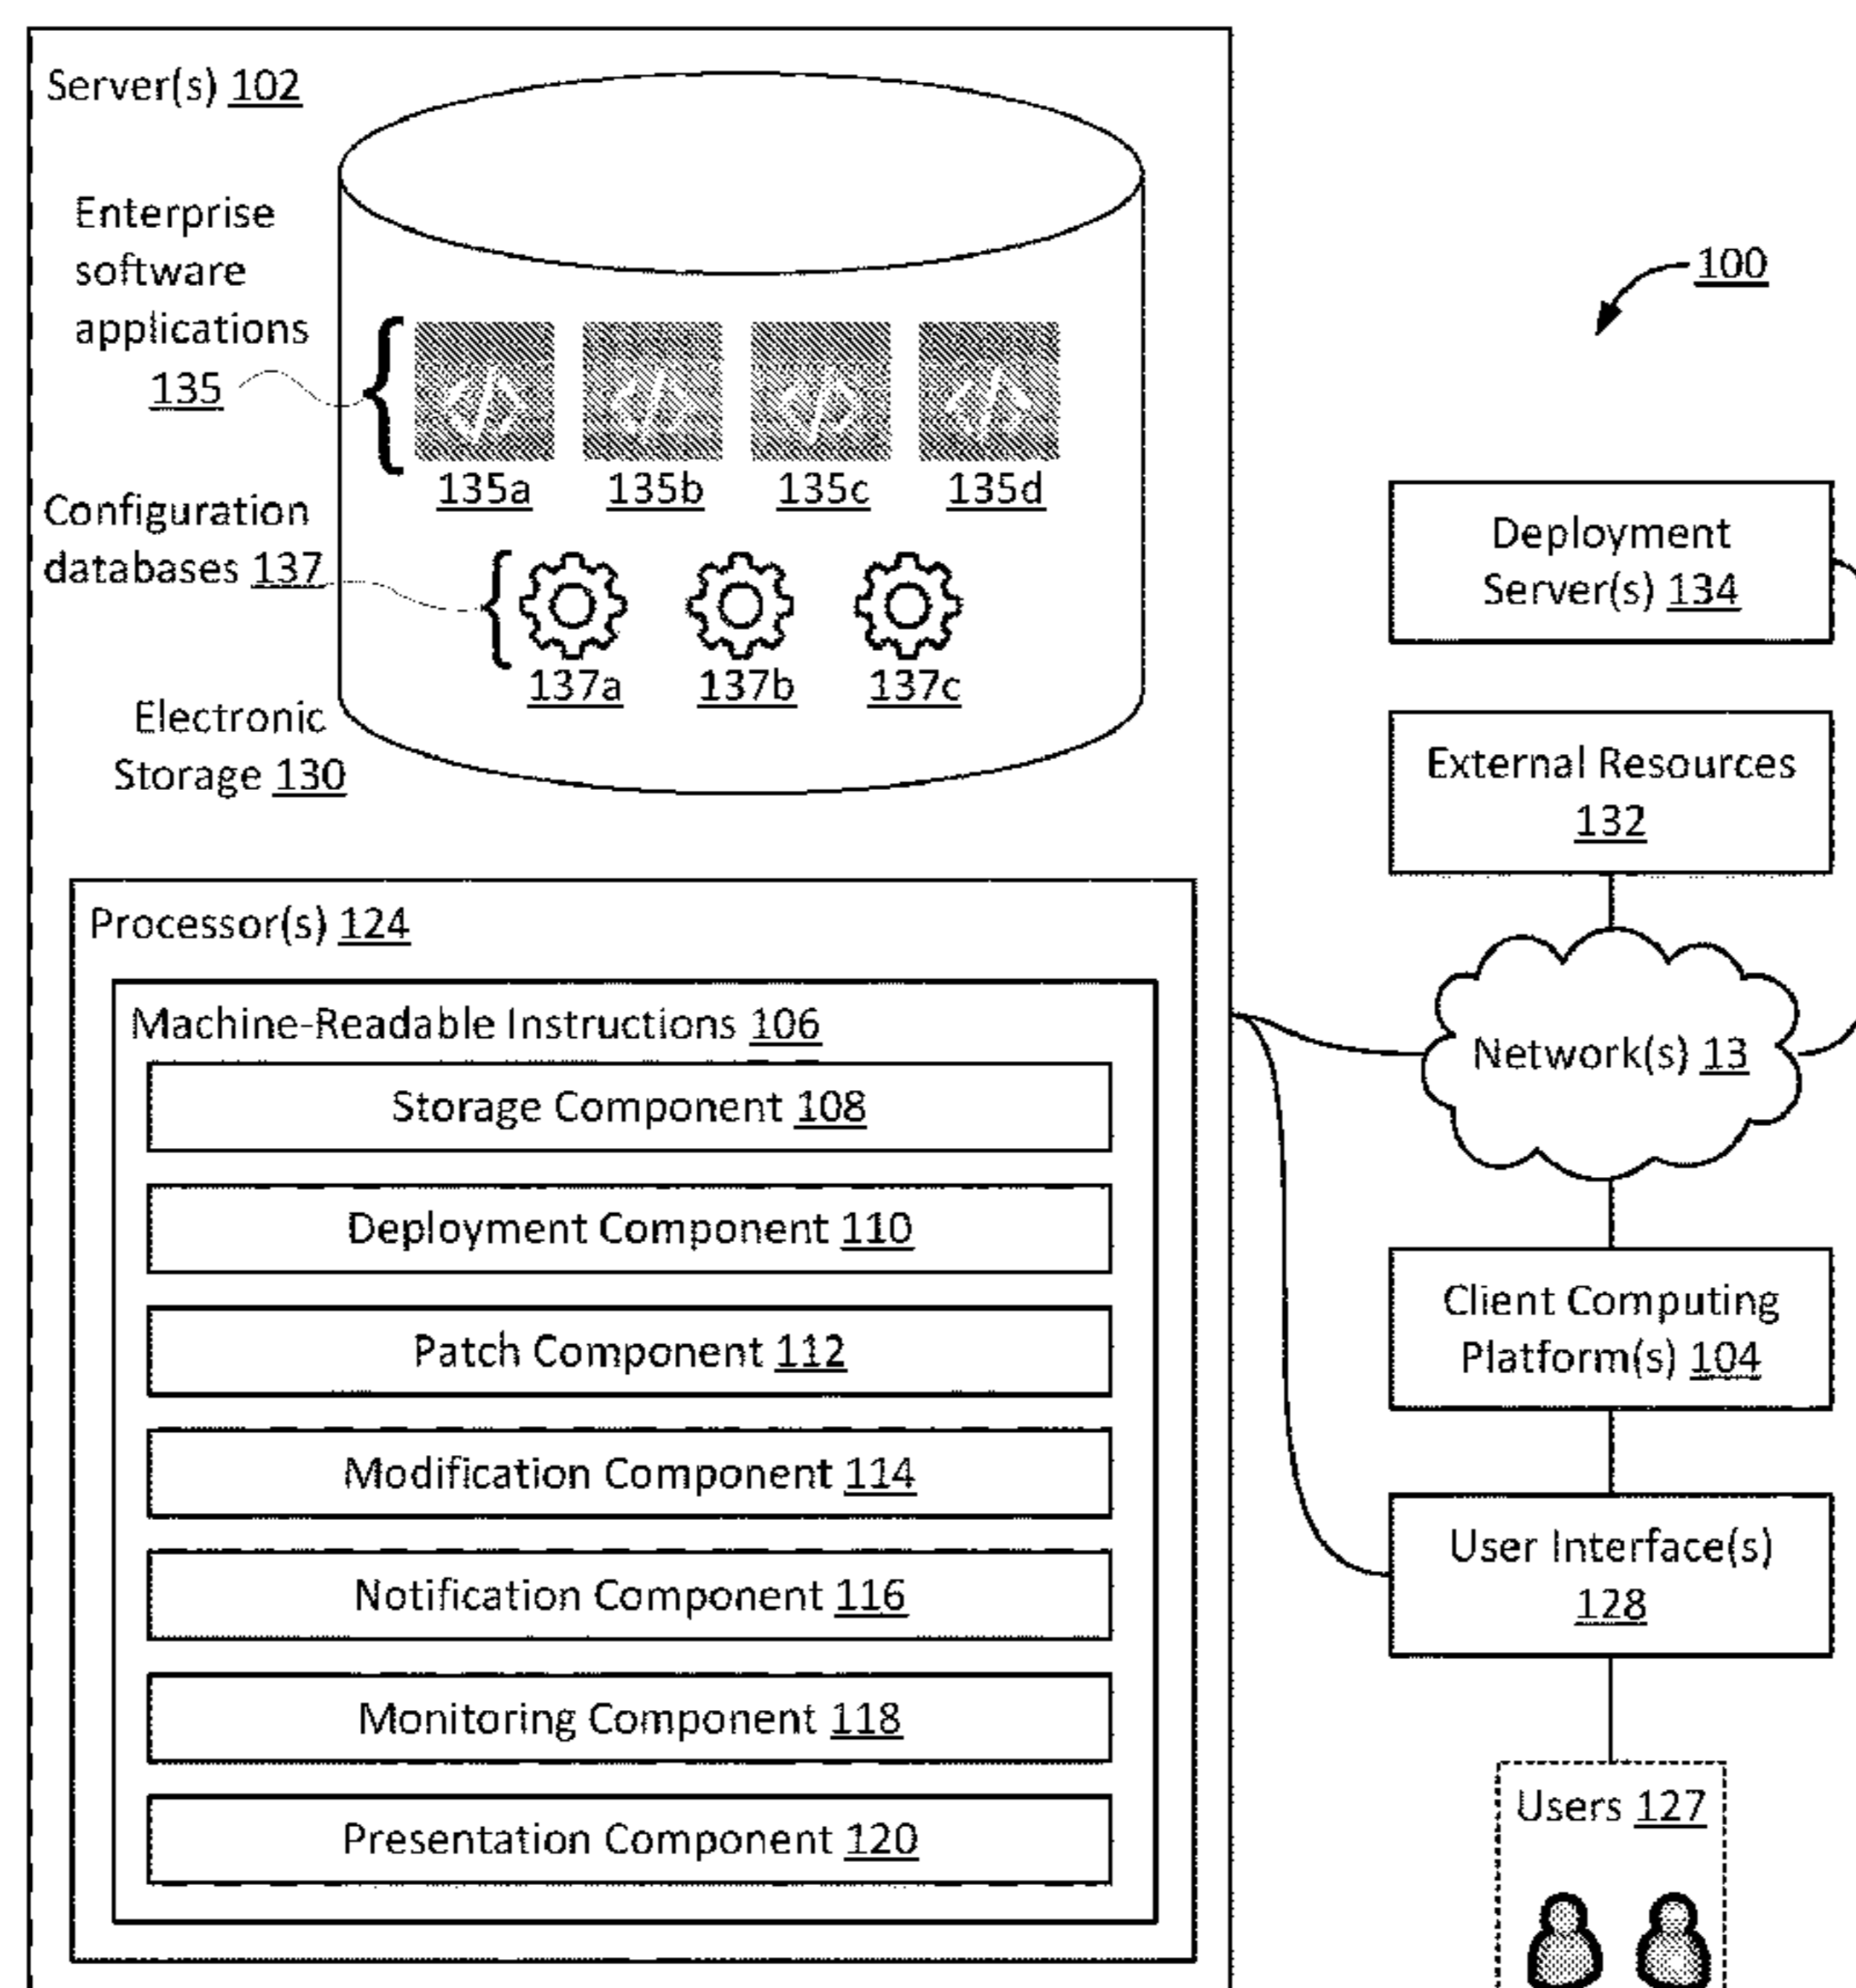 Server(s) 102
Enterprise
software
applications
135
135a 135b 135c 135d
Configuration
databases 137
137a 137b 137c
Electronic
Storage 130
Processor(s) 124
Machine-Readable Instructions 106
Storage Component 108
Deployment Component 110
Patch Component 112
Modification Component 114
Notification Component 116
Monitoring Component 118
Presentation Component 120
100
Deployment
Server(s) 134
External Resources
132
Network(s) 13
Client Computing
Platform(s) 104
User Interface(s)
128
Users 127